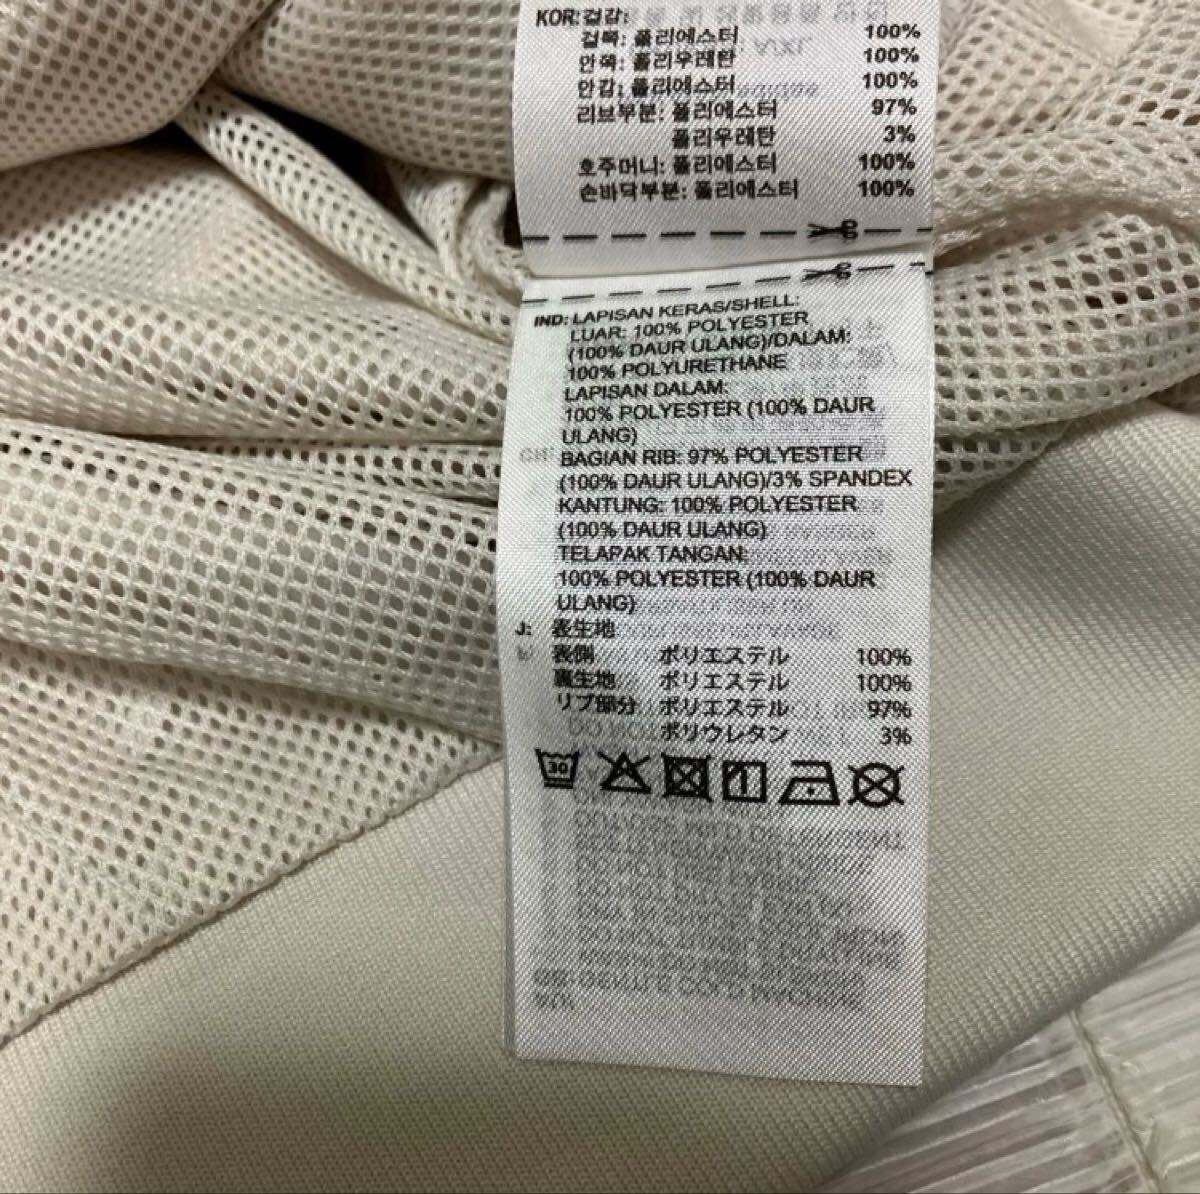 KOR: 겉감:
겉쪽: 폴리에스터 100%
안쪽: 폴리우레탄 100%
안감: 폴리에스터 100%
리브부분: 폴리에스터 97%
폴리우레탄 3%
호주머니: 폴리에스터 100%
손바닥부분: 폴리에스터 100%
IND: LAPISAN KERAS/SHELL:
LUAR: 100% POLYESTER
(100% DAUR ULANG)/DALAM:
100% POLYURETHANE
LAPISAN DALAM:
100% POLYESTER (100% DAUR
ULANG)
BAGIAN RIB: 97% POLYESTER
(100% DAUR ULANG)/3% SPANDEX
KANTUNG: 100% POLYESTER
(100% DAUR ULANG)
TELAPAK TANGAN:
100% POLYESTER (100% DAUR
ULANG)
J: 表生地
表側 ポリエステル 100%
裏生地 ポリエステル 100%
リブ部分 ポリエステル 97%
ポリウレタン 3%
30